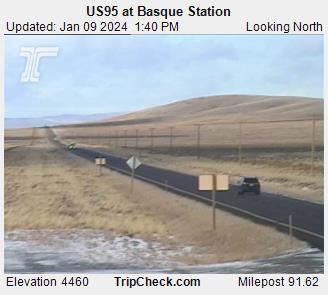 US95 at Basque Station
Updated: Jan 09 2024 1:40 PM Looking North
Elevation 4460 TripCheck.com Milepost 91.62